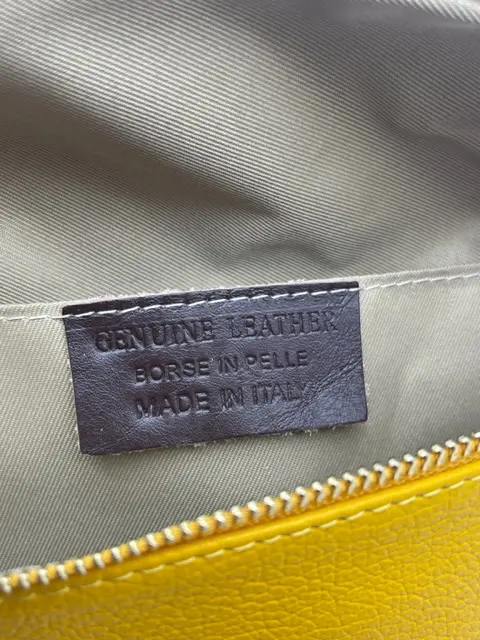 GENUINE LEATHER
BORSE IN PELLE
MADE IN ITALY